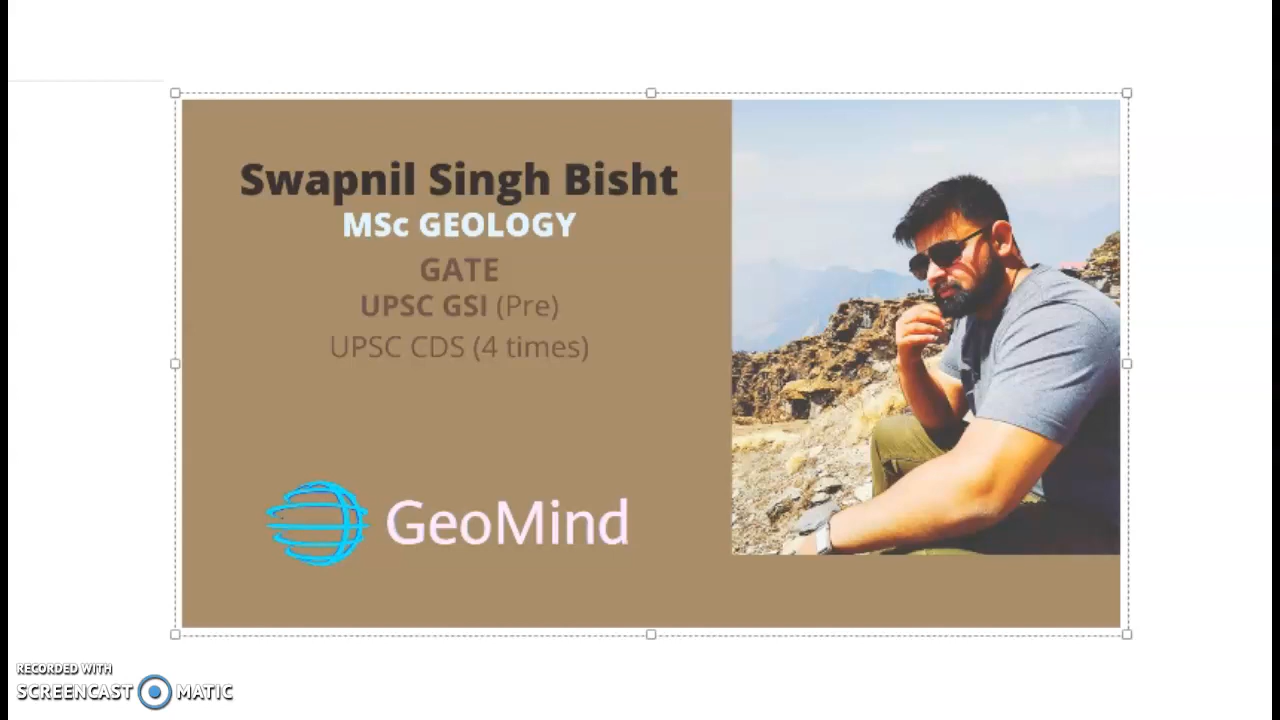 Swapnil Singh Bisht
MSc GEOLOGY
GATE
UPSC GSI (Pre)
UPSC CDS (4 times)
GeoMind
RECORDED WITH
SCREENCAST MATIC